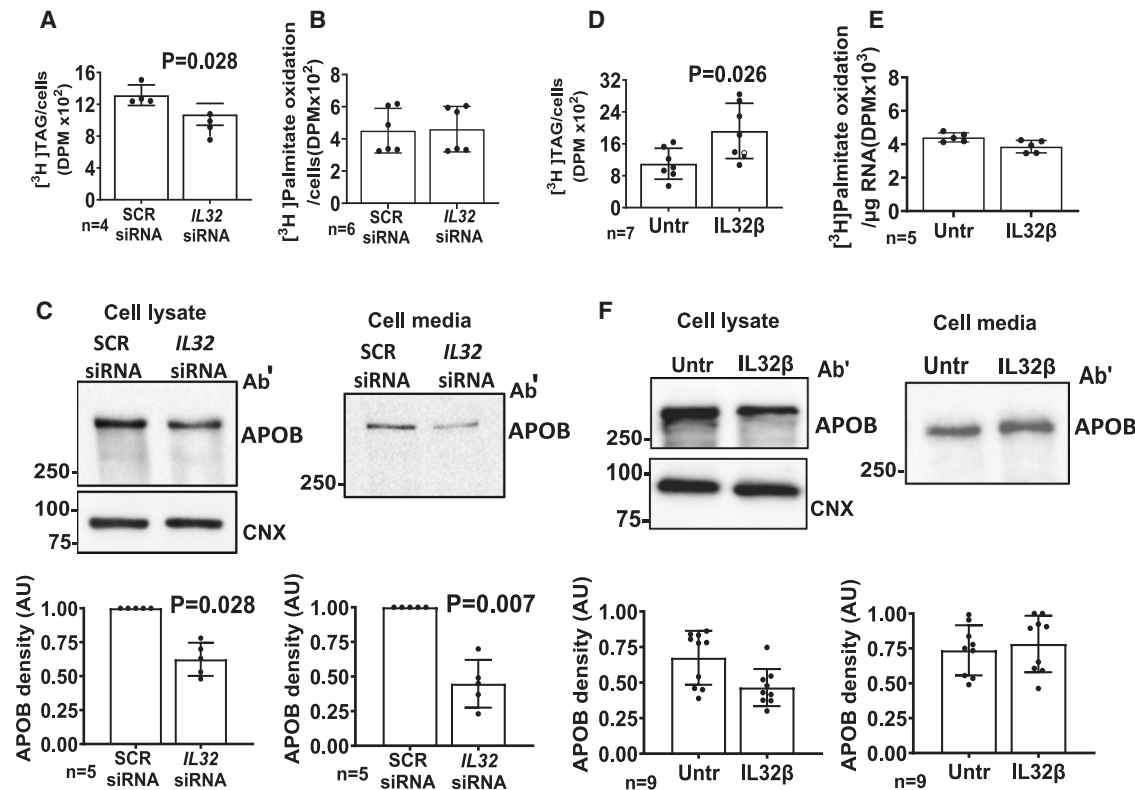 A
[³H ]TAG/cells
(DPM x10²)
P=0.028
16
12
8
4
0
n=4
SCR
siRNA
IL32
siRNA
B
[³H ]Palmitate oxidation
/cells(DPMx10²)
8
6
4
2
0
n=6
SCR
siRNA
IL32
siRNA
D
[³H ]TAG/cells
(DPM x10²)
P=0.026
32
24
16
8
0
n=7
Untr
IL32β
E
[³H]Palmitate oxidation
/µg RNA(DPMx10³)
8
6
4
2
0
n=5
Untr
IL32β
C
Cell lysate
SCR
siRNA
IL32
siRNA
Ab'
APOB
250
100
75
CNX
Cell media
SCR
siRNA
IL32
siRNA
Ab'
APOB
250
APOB density (AU)
P=0.028
1.00
0.75
0.50
0.25
0.00
n=5
SCR
siRNA
IL32
siRNA
APOB density (AU)
P=0.007
1.00
0.75
0.50
0.25
0.00
n=5
SCR
siRNA
IL32
siRNA
F
Cell lysate
Untr
IL32β
Ab'
APOB
250
100
75
CNX
Cell media
Untr
IL32β
Ab'
APOB
250
APOB density (AU)
1.00
0.75
0.50
0.25
0.00
n=9
Untr
IL32β
APOB density (AU)
1.00
0.75
0.50
0.25
0.00
n=9
Untr
IL32β